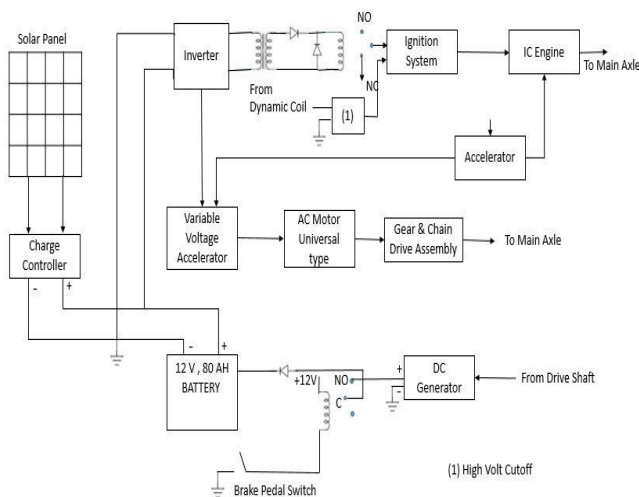 Solar Panel
Inverter
NO
NC
Ignition
System
IC Engine
To Main Axle
From
Dynamic Coil
(1)
Accelerator
Charge
Controller
- +
Variable
Voltage
Accelerator
AC Motor
Universal
type
Gear & Chain
Drive Assembly
To Main Axle
- +
12 V , 80 AH
BATTERY
+12V
NO
C
+
-
DC
Generator
From Drive Shaft
Brake Pedal Switch
(1) High Volt Cutoff